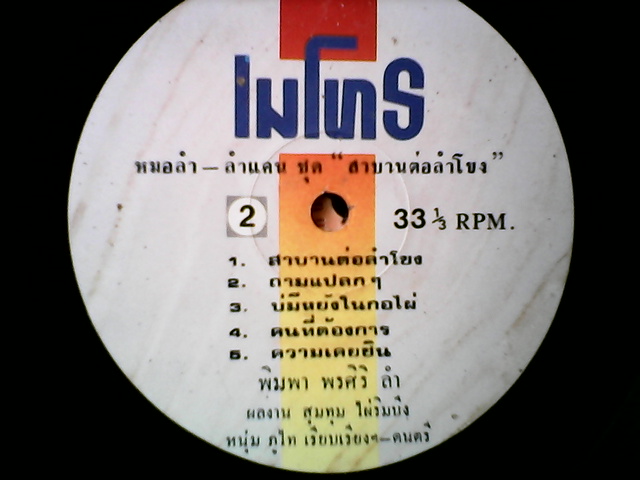 ไมโทร
หมอลำ – ลำแคน ชุด " สาบานต่อลำโขง "
2 33 ⅓ RPM.
1. สาบานต่อลำโขง
2. ถามแปลกๆ
3. บ่มีหยังในกอไผ่
4. คนที่ต้องการ
5. ความเคยชิน
พิมพา พรศิริ ลำ
ผลงาน สุมทุม ไผ่ริมบึง
หนุ่ม ภูไท เรียบเรียงฯ–ดนตรี